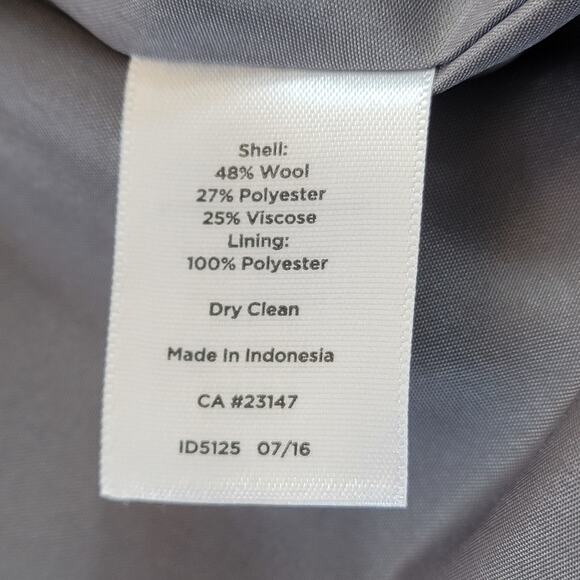 Shell:
48% Wool
27% Polyester
25% Viscose
Lining:
100% Polyester
Dry Clean
Made In Indonesia
CA #23147
ID5125 07/16